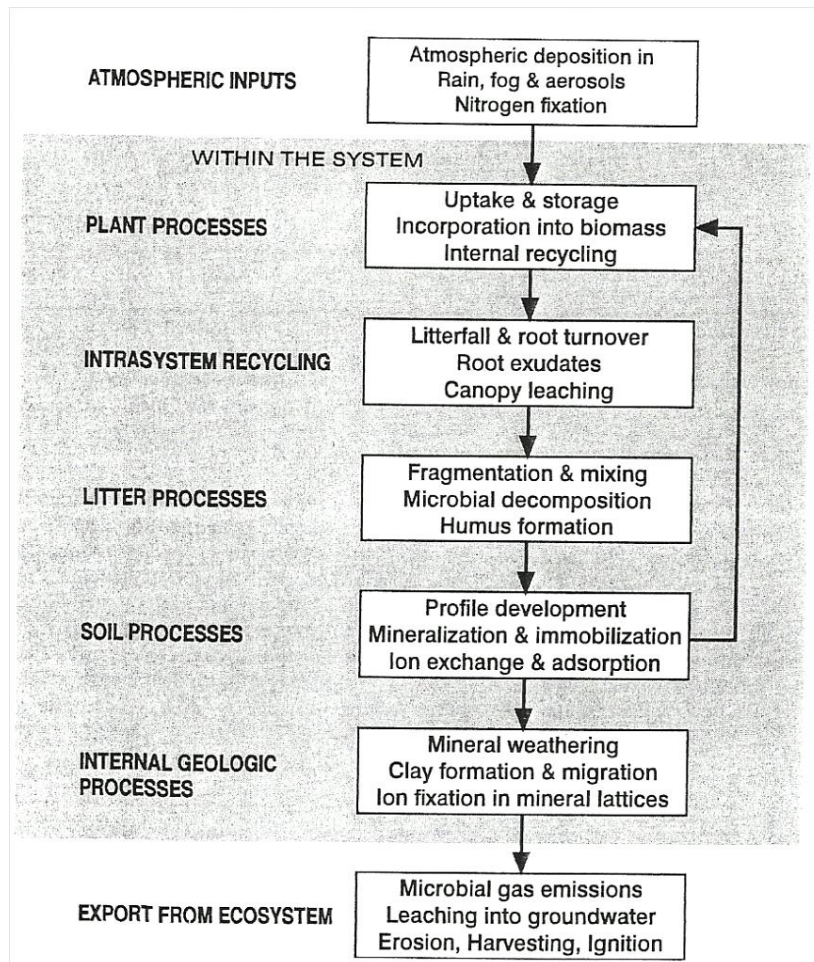 ATMOSPHERIC INPUTS
Atmospheric deposition in
Rain, fog & aerosols
Nitrogen fixation
WITHIN THE SYSTEM
PLANT PROCESSES
Uptake & storage
Incorporation into biomass
Internal recycling
INTRASYSTEM RECYCLING
Litterfall & root turnover
Root exudates
Canopy leaching
LITTER PROCESSES
Fragmentation & mixing
Microbial decomposition
Humus formation
SOIL PROCESSES
Profile development
Mineralization & immobilization
Ion exchange & adsorption
INTERNAL GEOLOGIC
PROCESSES
Mineral weathering
Clay formation & migration
Ion fixation in mineral lattices
EXPORT FROM ECOSYSTEM
Microbial gas emissions
Leaching into groundwater
Erosion, Harvesting, Ignition